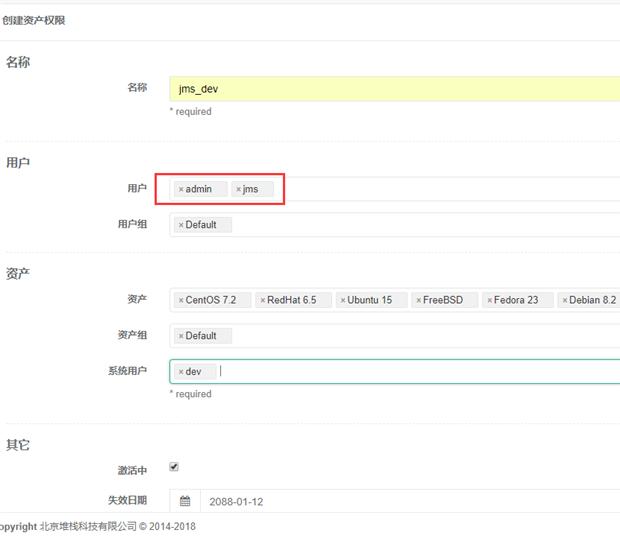 创建资产权限
名称
名称
jms_dev
* required
用户
用户
×admin ×jms
用户组
×Default
资产
资产
×CentOS 7.2 ×RedHat 6.5 ×Ubuntu 15 ×FreeBSD ×Fedora 23 ×Debian 8.2
资产组
×Default
系统用户
×dev
* required
其它
激活中
失效日期
2088-01-12
opyright 北京堆栈科技有限公司 © 2014-2018